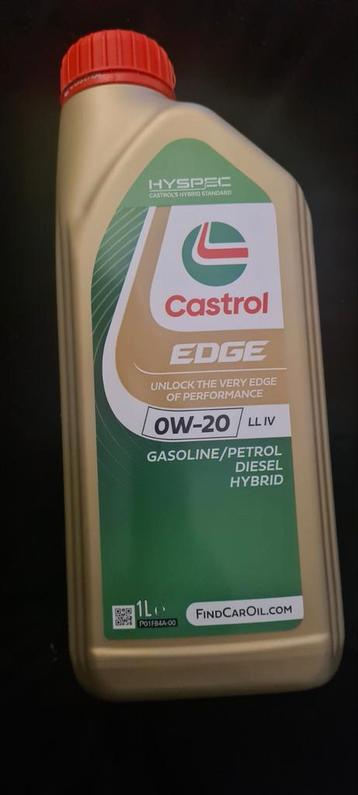 HYSPEC
CASTROL'S HYBRID STANDARD
Castrol
EDGE
UNLOCK THE VERY EDGE
OF PERFORMANCE
0W-20 LL IV
GASOLINE/PETROL
DIESEL
HYBRID
1L e
P01FB4A-00
FINDCAROIL.COM